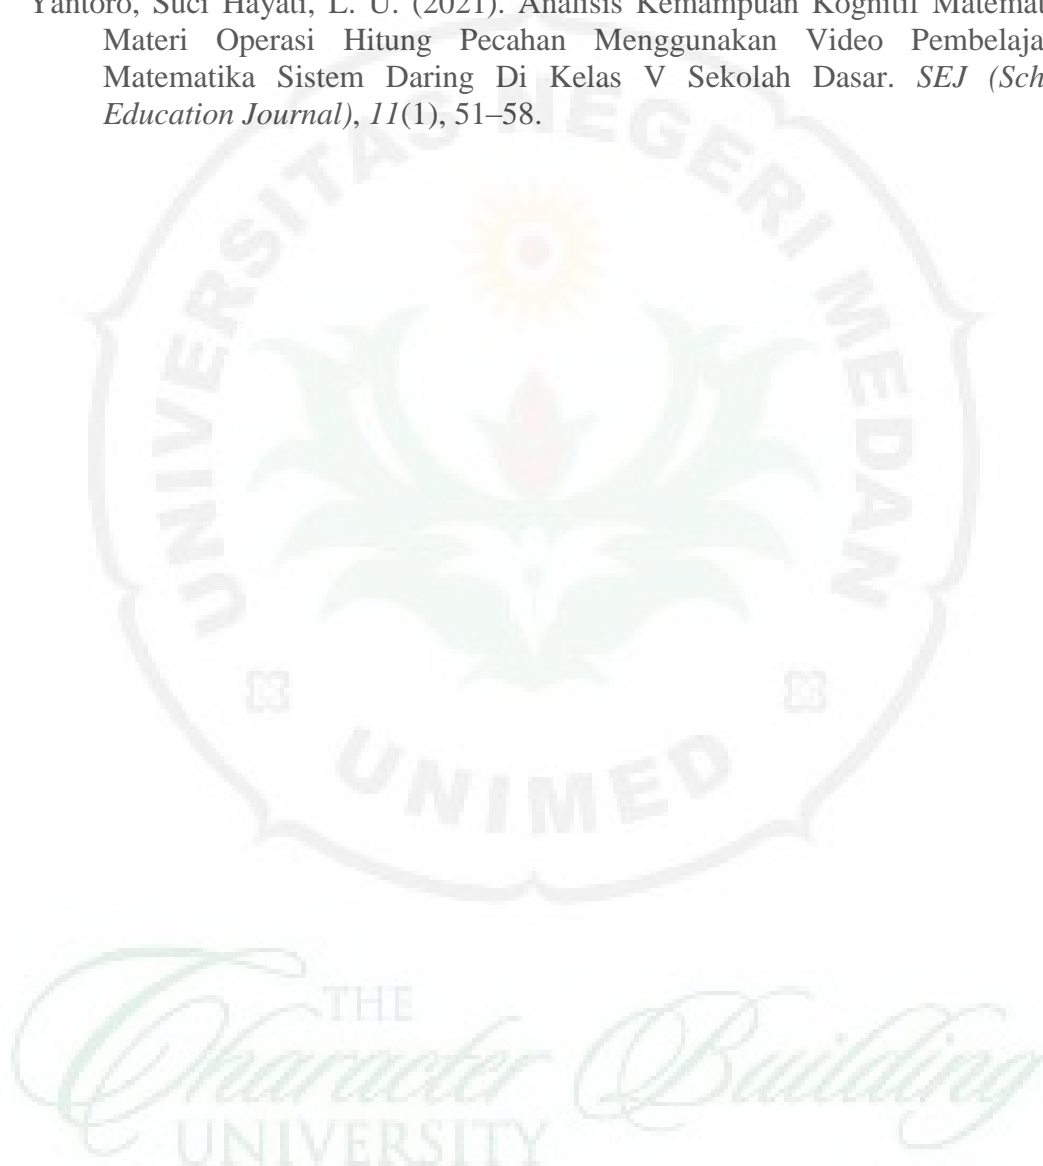 Yantoro, Suci Hayati, L. U. (2021). Analisis Kemampuan Kognitif Matemat
Materi Operasi Hitung Pecahan Menggunakan Video Pembelaja
Matematika Sistem Daring Di Kelas V Sekolah Dasar. SEJ (Sch
Education Journal), 11(1), 51–58.
UNIVERSITAS NEGERI MEDAN
UNIMED
THE
Character Building
UNIVERSITY